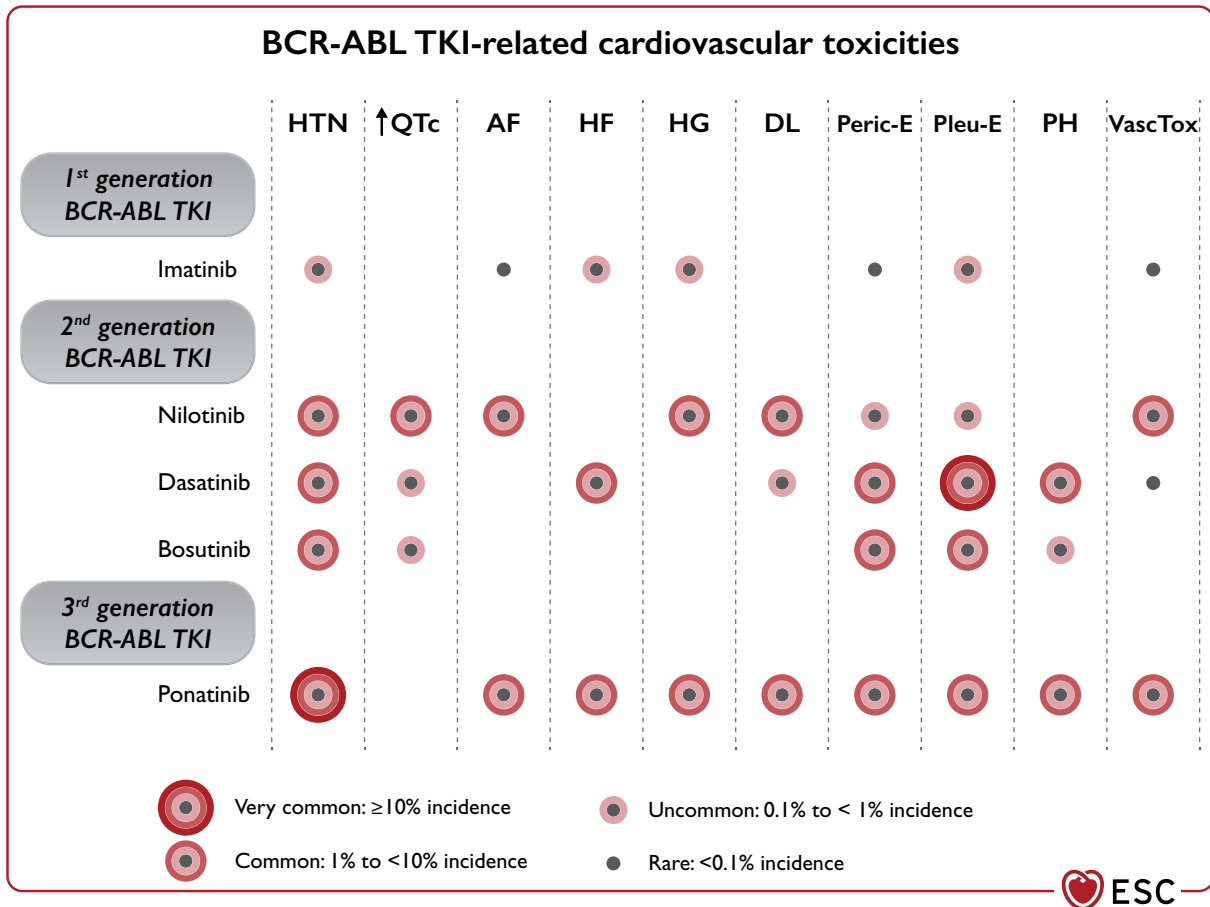 BCR-ABL TKI-related cardiovascular toxicities
HTN ↑QTc AF HF HG DL Peric-E Pleu-E PH VascTox
1st generation
BCR-ABL TKI
Imatinib
2nd generation
BCR-ABL TKI
Nilotinib
Dasatinib
Bosutinib
3rd generation
BCR-ABL TKI
Ponatinib
Very common: ≥10% incidence
Uncommon: 0.1% to < 1% incidence
Common: 1% to <10% incidence
Rare: <0.1% incidence
ESC